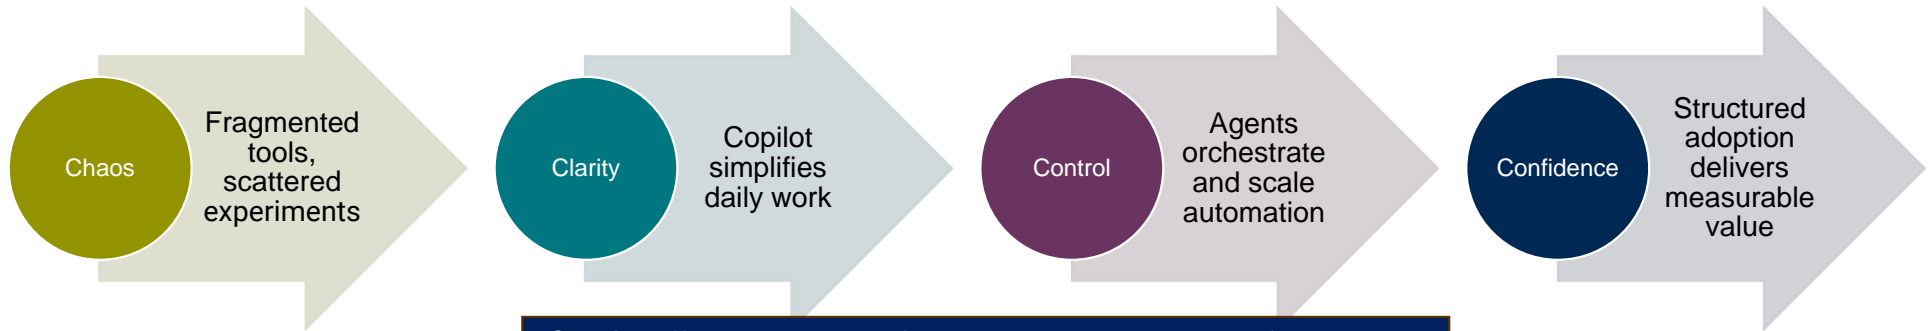 Chaos
Fragmented
tools,
scattered
experiments
Clarity
Copilot
simplifies
daily work
Control
Agents
orchestrate
and scale
automation
Confidence
Structured
adoption
delivers
measurable
value